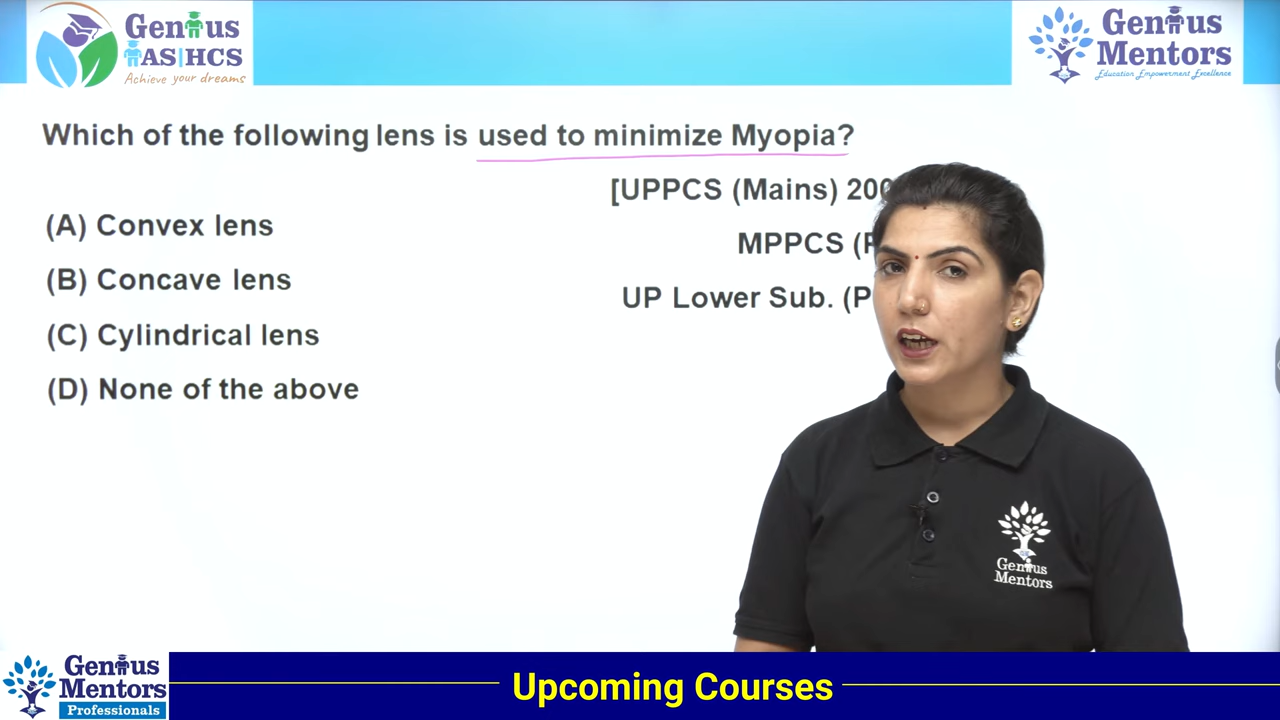 Genius
IAS|HCS
Achieve your dreams
Genius
Mentors
Education Empowerment Excellence
Which of the following lens is used to minimize Myopia?
[UPPCS (Mains)
(A) Convex lens
MPPCS
(B) Concave lens
UP Lower Sub.
(C) Cylindrical lens
(D) None of the above
Genius
Mentors
Genius
Mentors
Professionals
Upcoming Courses